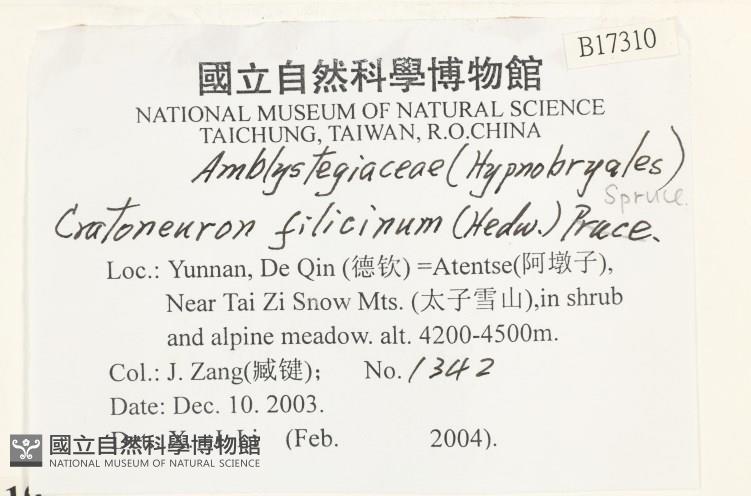 B17310
國立自然科學博物館
NATIONAL MUSEUM OF NATURAL SCIENCE
TAICHUNG, TAIWAN, R.O.CHINA
Amblystegiaceae (Hypnobryales)
Spruce.
Cratoneuron filicinum (Hedw.) Pruce.
Loc.: Yunnan, De Qin (德钦) =Atentse(阿墩子),
Near Tai Zi Snow Mts. (太子雪山),in shrub
and alpine meadow. alt. 4200-4500m.
Col.: J. Zang(臧键); No. 1342
Date: Dec. 10. 2003.
(Feb. 2004).
國立自然科學博物館
NATIONAL MUSEUM OF NATURAL SCIENCE